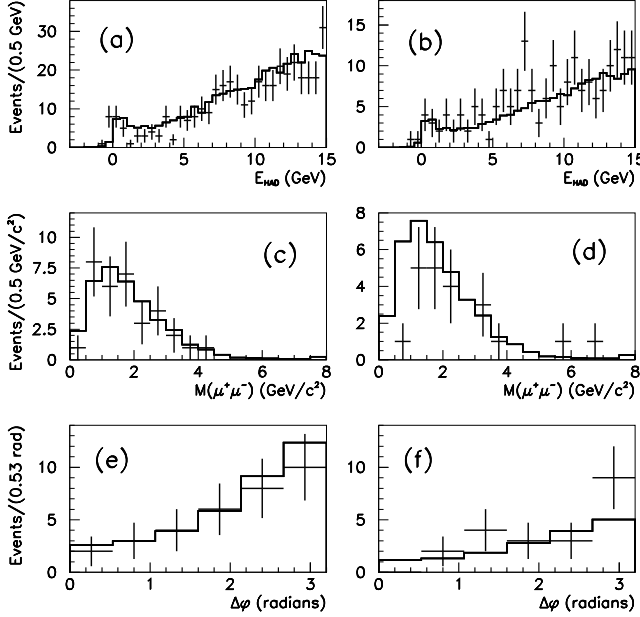 (a)
Events/(0.5 GeV)
30
20
10
0
0 5 10 15
E_HAD (GeV)
(b)
15
10
5
0
0 5 10 15
E_HAD (GeV)
(c)
Events/(0.5 GeV/c²)
10
7.5
5
2.5
0
0 2 4 6 8
M(μ⁺μ⁻) (GeV/c²)
(d)
8
6
4
2
0
0 2 4 6 8
M(μ⁺μ⁻) (GeV/c²)
(e)
Events/(0.53 rad)
10
5
0
0 1 2 3
Δφ (radians)
(f)
10
5
0
0 1 2 3
Δφ (radians)